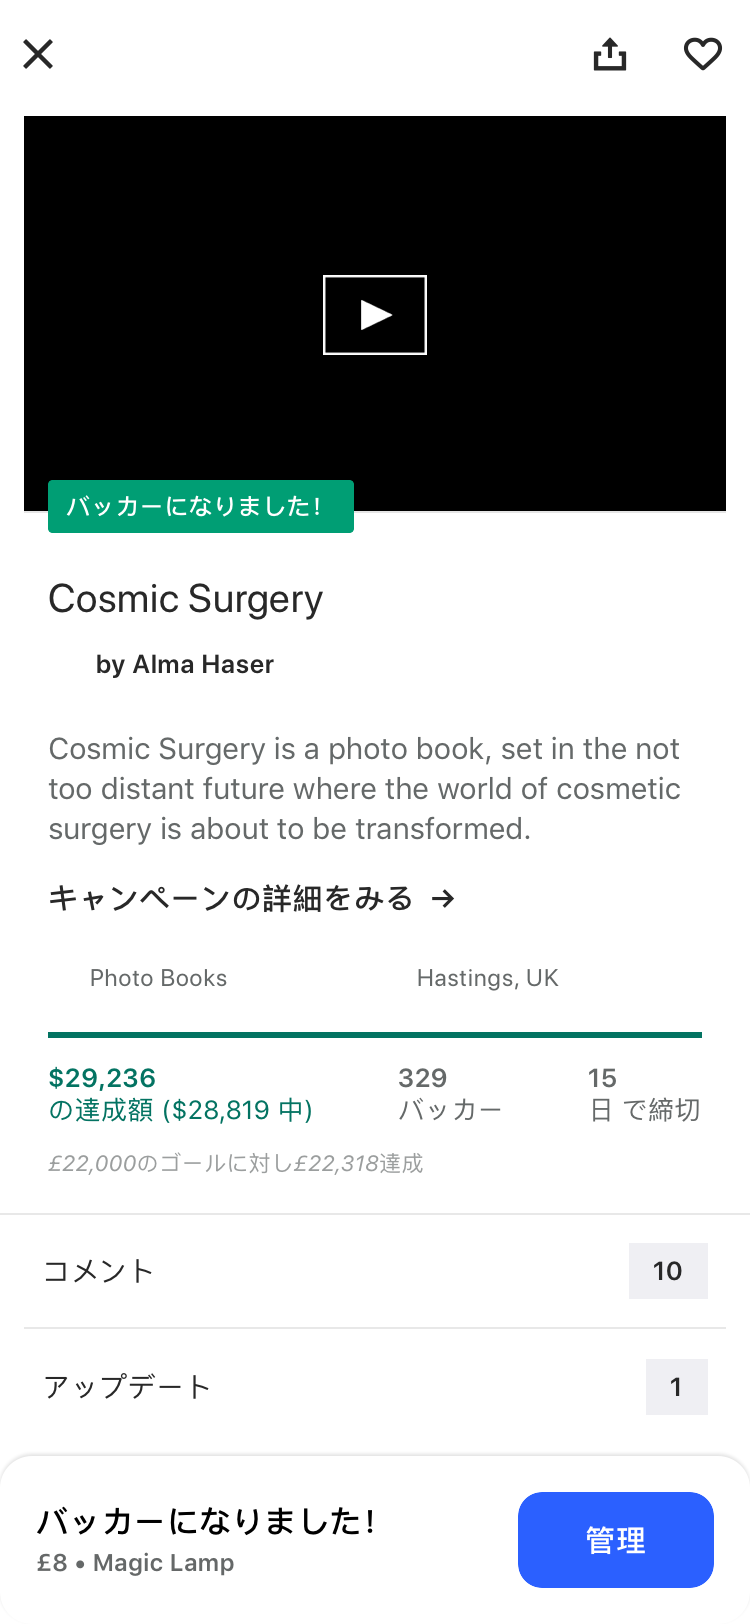 バッカーになりました！
Cosmic Surgery
by Alma Haser
Cosmic Surgery is a photo book, set in the not
too distant future where the world of cosmetic
surgery is about to be transformed.
キャンペーンの詳細をみる →
Photo Books
Hastings, UK
$29,236
の達成額 ($28,819 中)
329
バッカー
15
日 で締切
£22,000のゴールに対し£22,318達成
コメント
10
アップデート
1
バッカーになりました！
£8 • Magic Lamp
管理